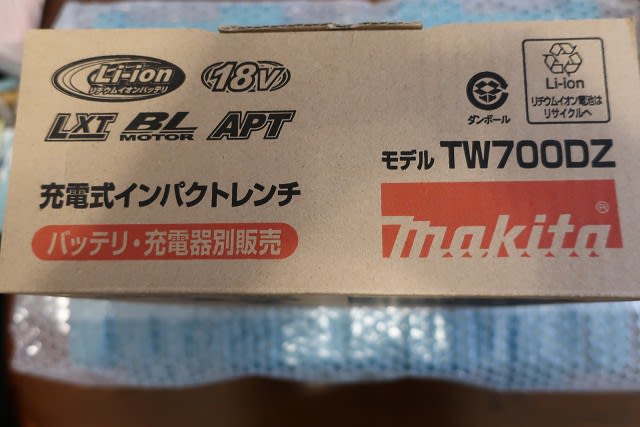 Li-ion
リチウムイオンバッテリ
18V
LXT
BL
MOTOR
APT
充電式インパクトレンチ
バッテリ・充電器別販売
ダンボール
Li-ion
リチウムイオン電池は
リサイクルへ
モデル TW700DZ
makita®